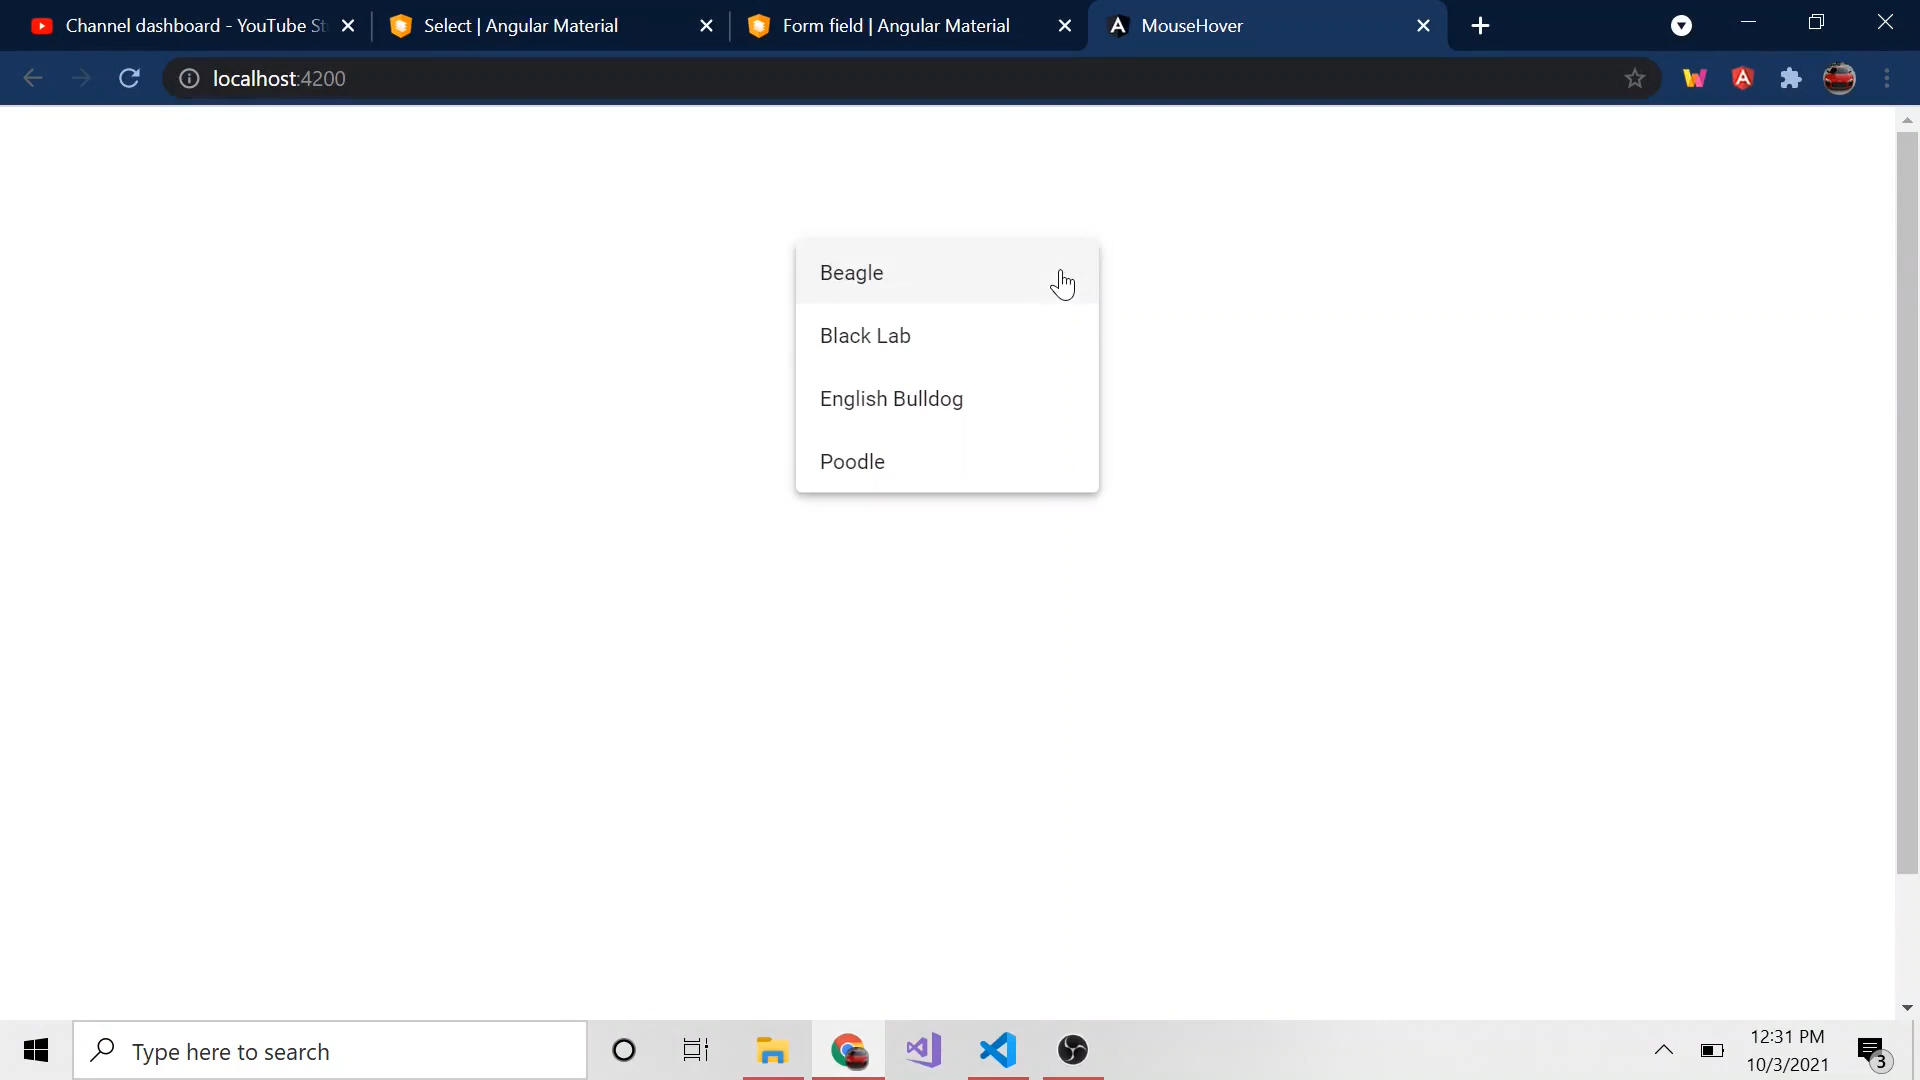 Channel dashboard - YouTube St
Select | Angular Material
Form field | Angular Material
MouseHover
localhost:4200
Beagle
Black Lab
English Bulldog
Poodle
Type here to search
12:31 PM
10/3/2021
3